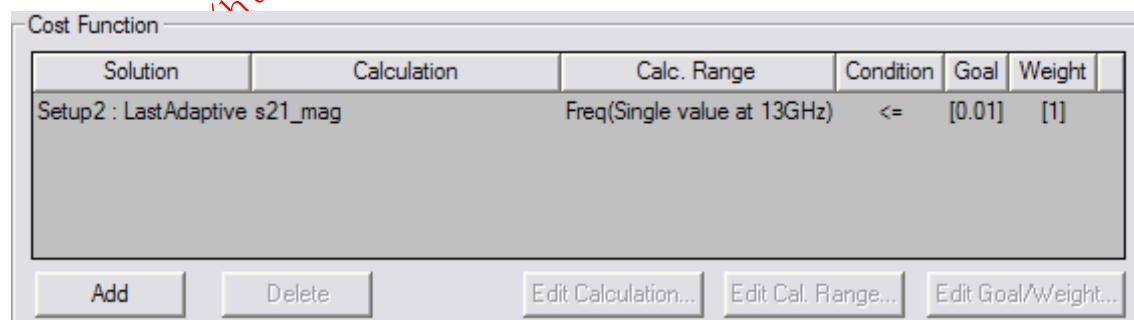 Cost Function
Solution Calculation Calc. Range Condition Goal Weight
Setup2 : LastAdaptive s21_mag Freq(Single value at 13GHz) <= [0.01] [1]
Add Delete Edit Calculation... Edit Cal. Range... Edit Goal/Weight...